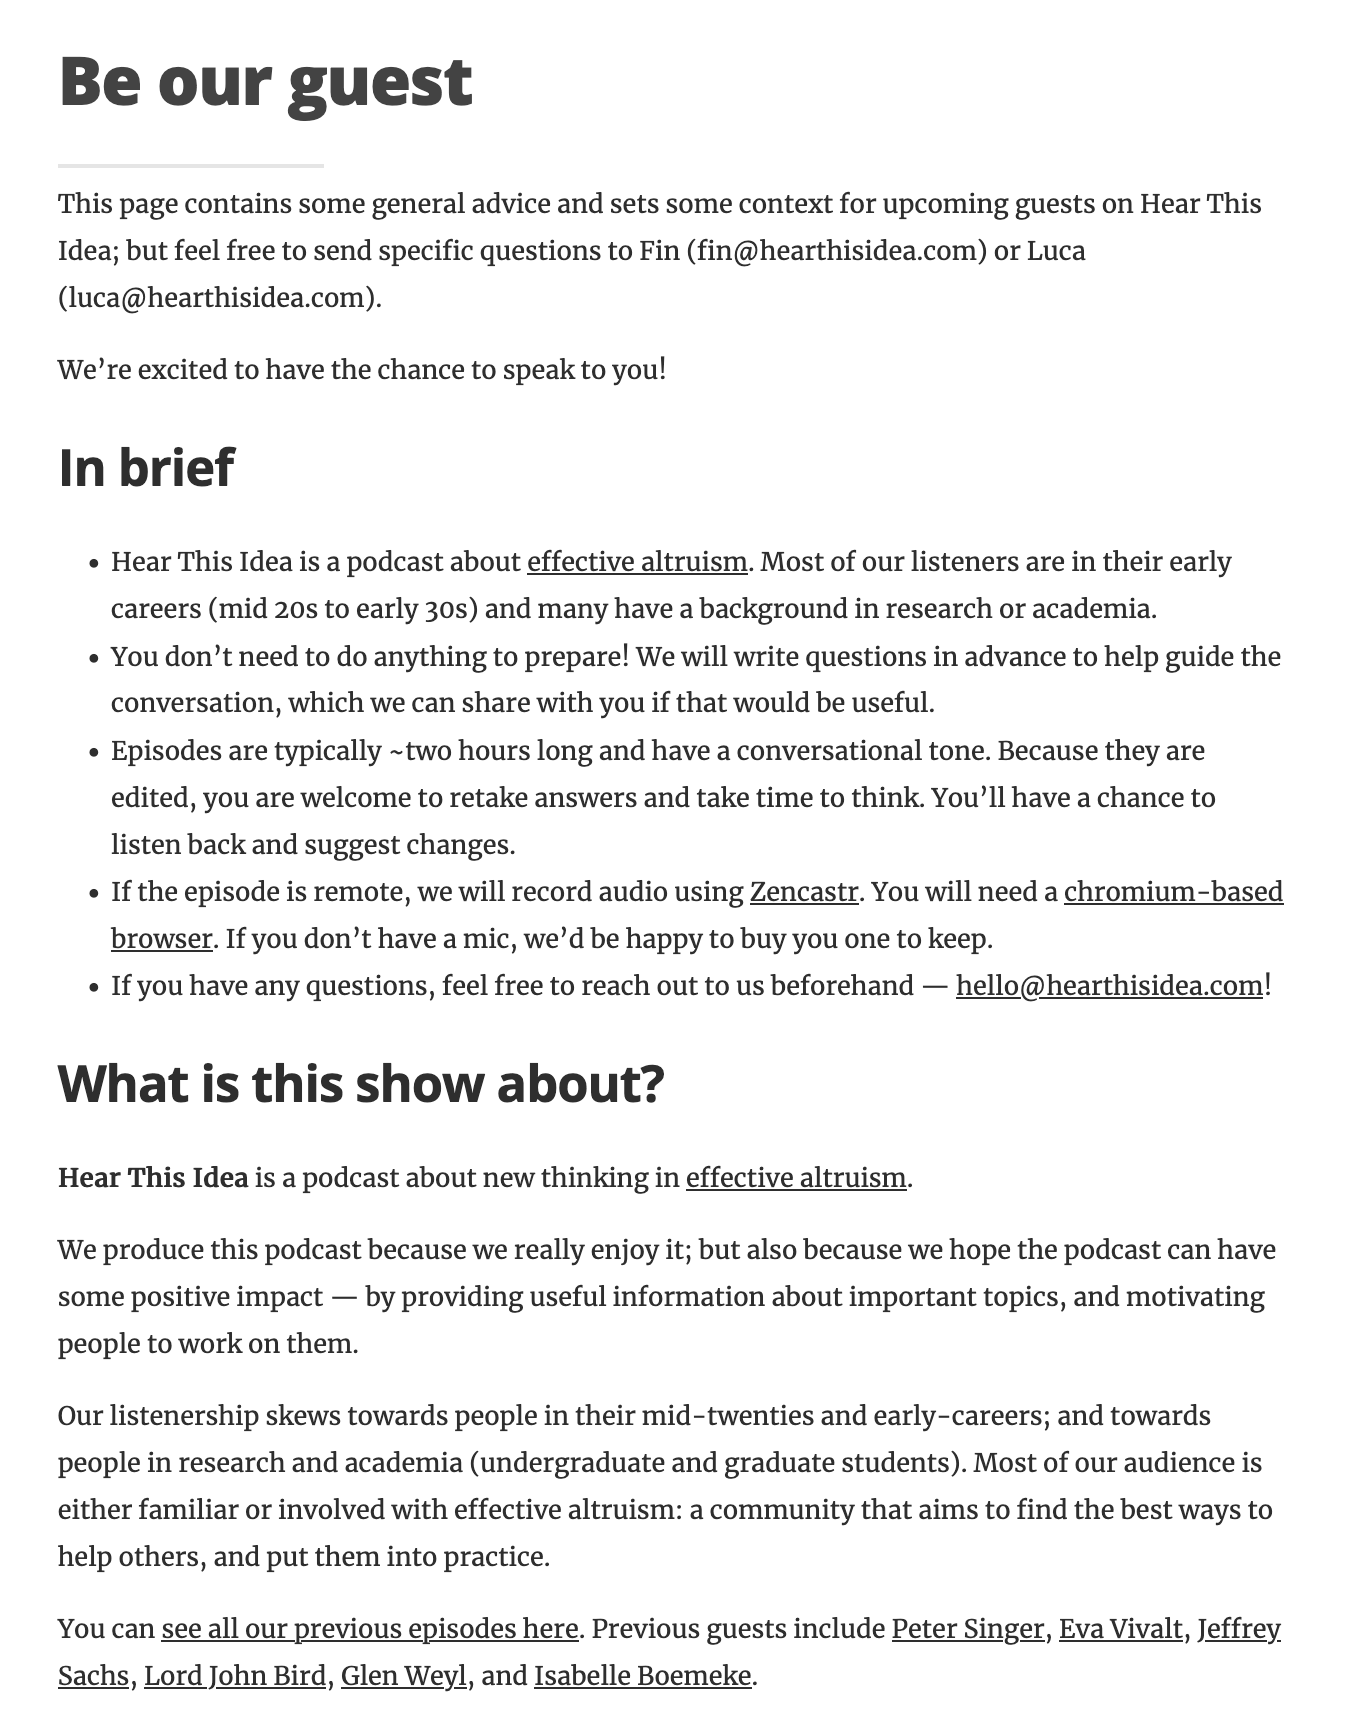 Be our guest
This page contains some general advice and sets some context for upcoming guests on Hear This
Idea; but feel free to send specific questions to Fin (fin@hearthisidea.com) or Luca
(luca@hearthisidea.com).
We’re excited to have the chance to speak to you!
In brief
• Hear This Idea is a podcast about effective altruism. Most of our listeners are in their early
careers (mid 20s to early 30s) and many have a background in research or academia.
• You don’t need to do anything to prepare! We will write questions in advance to help guide the
conversation, which we can share with you if that would be useful.
• Episodes are typically ~two hours long and have a conversational tone. Because they are
edited, you are welcome to retake answers and take time to think. You’ll have a chance to
listen back and suggest changes.
• If the episode is remote, we will record audio using Zencastr. You will need a chromium-based
browser. If you don’t have a mic, we’d be happy to buy you one to keep.
• If you have any questions, feel free to reach out to us beforehand — hello@hearthisidea.com!
What is this show about?
Hear This Idea is a podcast about new thinking in effective altruism.
We produce this podcast because we really enjoy it; but also because we hope the podcast can have
some positive impact — by providing useful information about important topics, and motivating
people to work on them.
Our listenership skews towards people in their mid-twenties and early-careers; and towards
people in research and academia (undergraduate and graduate students). Most of our audience is
either familiar or involved with effective altruism: a community that aims to find the best ways to
help others, and put them into practice.
You can see all our previous episodes here. Previous guests include Peter Singer, Eva Vivalt, Jeffrey
Sachs, Lord John Bird, Glen Weyl, and Isabelle Boemeke.